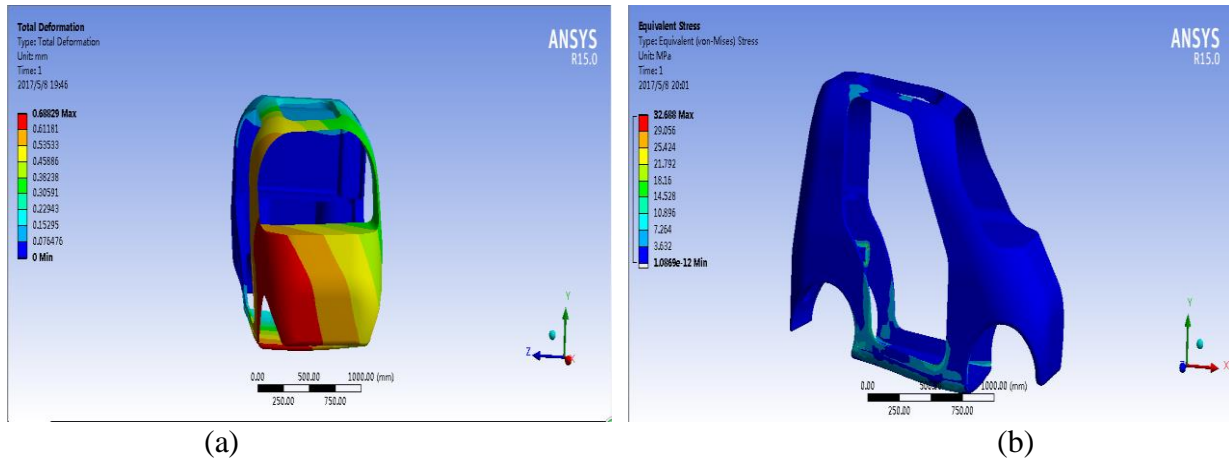 Total Deformation
Type: Total Deformation
Unit: mm
Time: 1
2017/5/8 19:46
0.68829 Max
0.61181
0.53533
0.45886
0.38238
0.30591
0.22943
0.15295
0.076476
0 Min
ANSYS
R15.0
Y
Z
X
0.00 500.00 1000.00 (mm)
250.00 750.00
(a)
Equivalent Stress
Type: Equivalent (von-Mises) Stress
Unit: MPa
Time: 1
2017/5/8 20:01
32.688 Max
29.056
25.424
21.792
18.16
14.528
10.896
7.264
3.632
1.0869e-12 Min
ANSYS
R15.0
Y
Z
X
0.00 500.00 1000.00 (mm)
250.00 750.00
(b)